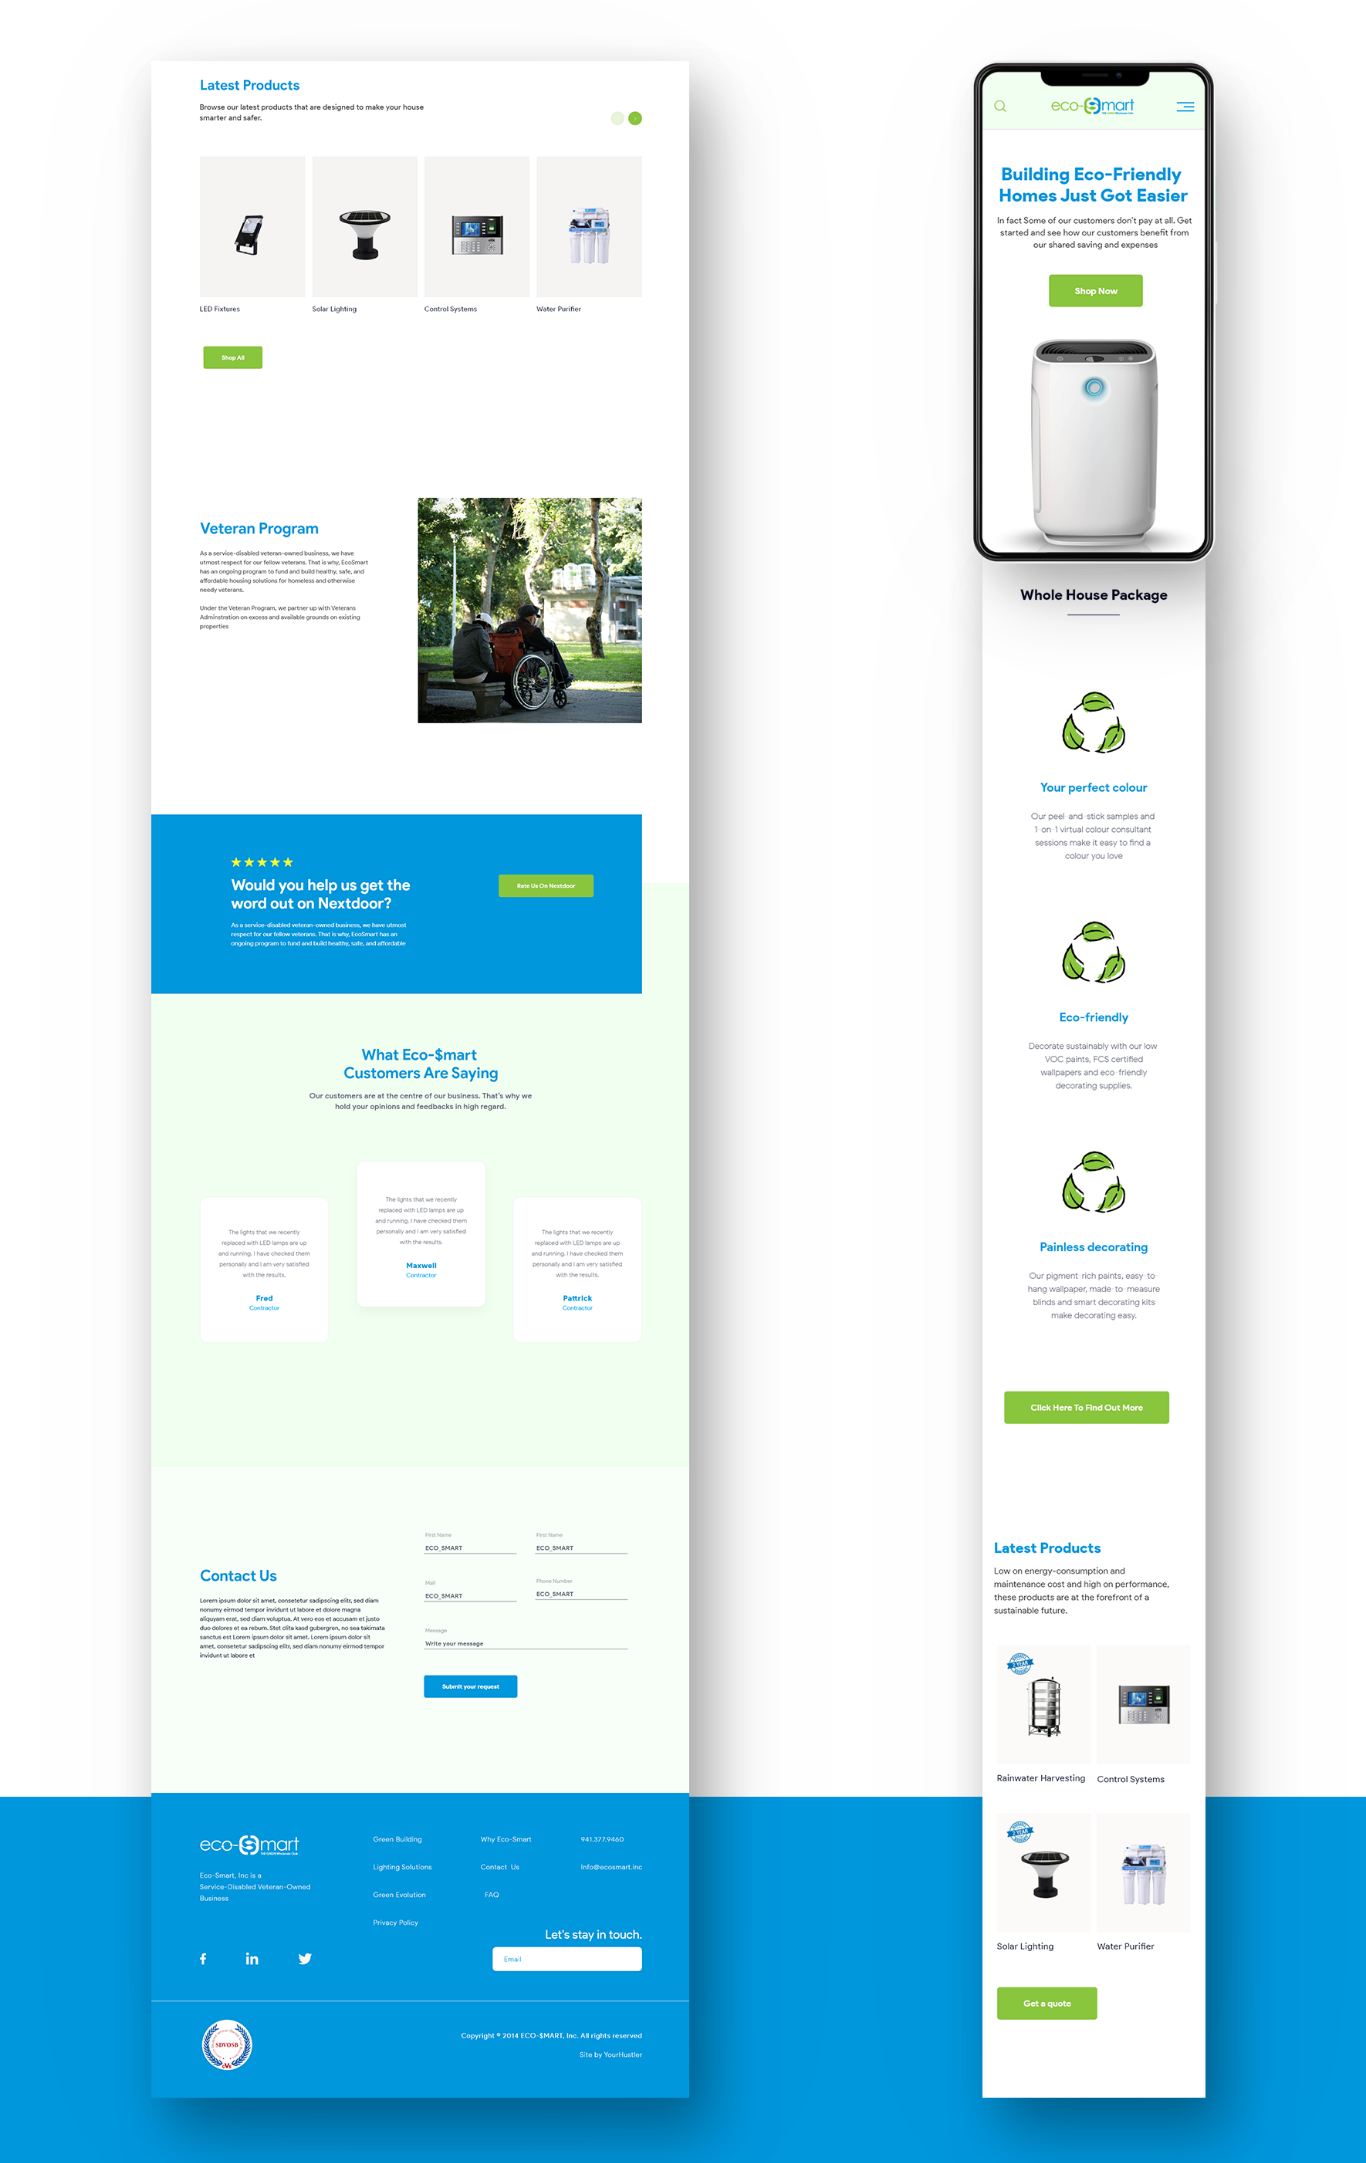 Latest Products
Browse our latest products that are designed to make your house
smarter and safer.
LED Fixtures
Solar Lighting
Control Systems
Water Purifier
Shop All
Veteran Program
As a service-disabled veteran-owned business, we have
utmost respect for our fellow veterans. That is why, EcoSmart
has an ongoing program to fund and build healthy, safe, and
affordable housing solutions for homeless and otherwise
needy veterans.
Under the Veteran Program, we partner up with Veterans
Adminstration on excess and available grounds on existing
properties
Would you help us get the
word out on Nextdoor?
As a service-disabled veteran-owned business, we have utmost
respect for our fellow veterans. That is why, EcoSmart has an
ongoing program to fund and build healthy, safe, and affordable
Rate Us On Nextdoor
What Eco-$mart
Customers Are Saying
Our customers are at the centre of our business. That's why we
hold your opinions and feedbacks in high regard.
The lights that we recently
replaced with LED lamps are up
and running. I have checked them
personally and I am very satisfied
with the results.
Fred
Contractor
The lights that we recently
replaced with LED lamps are up
and running. I have checked them
personally and I am very satisfied
with the results.
Maxwell
Contractor
The lights that we recently
replaced with LED lamps are up
and running. I have checked them
personally and I am very satisfied
with the results.
Pattrick
Contractor
Contact Us
Lorem ipsum dolor sit amet, consetetur sadipscing elitr, sed diam
nonumy eirmod tempor invidunt ut labore et dolore magna
aliquyam erat, sed diam voluptua. At vero eos et accusam et justo
duo dolores et ea rebum. Stet clita kasd gubergren, no sea takimata
sanctus est Lorem ipsum dolor sit amet. Lorem ipsum dolor sit
amet, consetetur sadipscing elitr, sed diam nonumy eirmod tempor
invidunt ut labore et
First Name
ECO_SMART
First Name
ECO_SMART
Mail
ECO_SMART
Phone Number
ECO_SMART
Message
Write your message
Submit your request
eco-$mart
Eco-Smart, Inc is a
Service-Disabled Veteran-Owned
Business
Green Building
Lighting Solutions
Green Evolution
Privacy Policy
Why Eco-Smart
Contact Us
FAQ
941.377.9460
Info@ecosmart.inc
Let's stay in touch.
Email
SDVOSB
Copyright © 2014 ECO-$MART, Inc. All rights reserved
Site by YourHustler
eco-$mart
Building Eco-Friendly
Homes Just Got Easier
In fact Some of our customers don't pay at all. Get
started and see how our customers benefit from
our shared saving and expenses
Shop Now
Whole House Package
Your perfect colour
Our peel-and-stick samples and
1-on-1 virtual colour consultant
sessions make it easy to find a
colour you love
Eco-friendly
Decorate sustainably with our low
VOC paints, FCS certified
wallpapers and eco-friendly
decorating supplies.
Painless decorating
Our pigment-rich paints, easy-to-
hang wallpaper, made-to-measure
blinds and smart decorating kits
make decorating easy.
Click Here To Find Out More
Latest Products
Low on energy-consumption and
maintenance cost and high on performance,
these products are at the forefront of a
sustainable future.
2 YEAR
Rainwater Harvesting
Control Systems
2 YEAR
Solar Lighting
Water Purifier
Get a quote